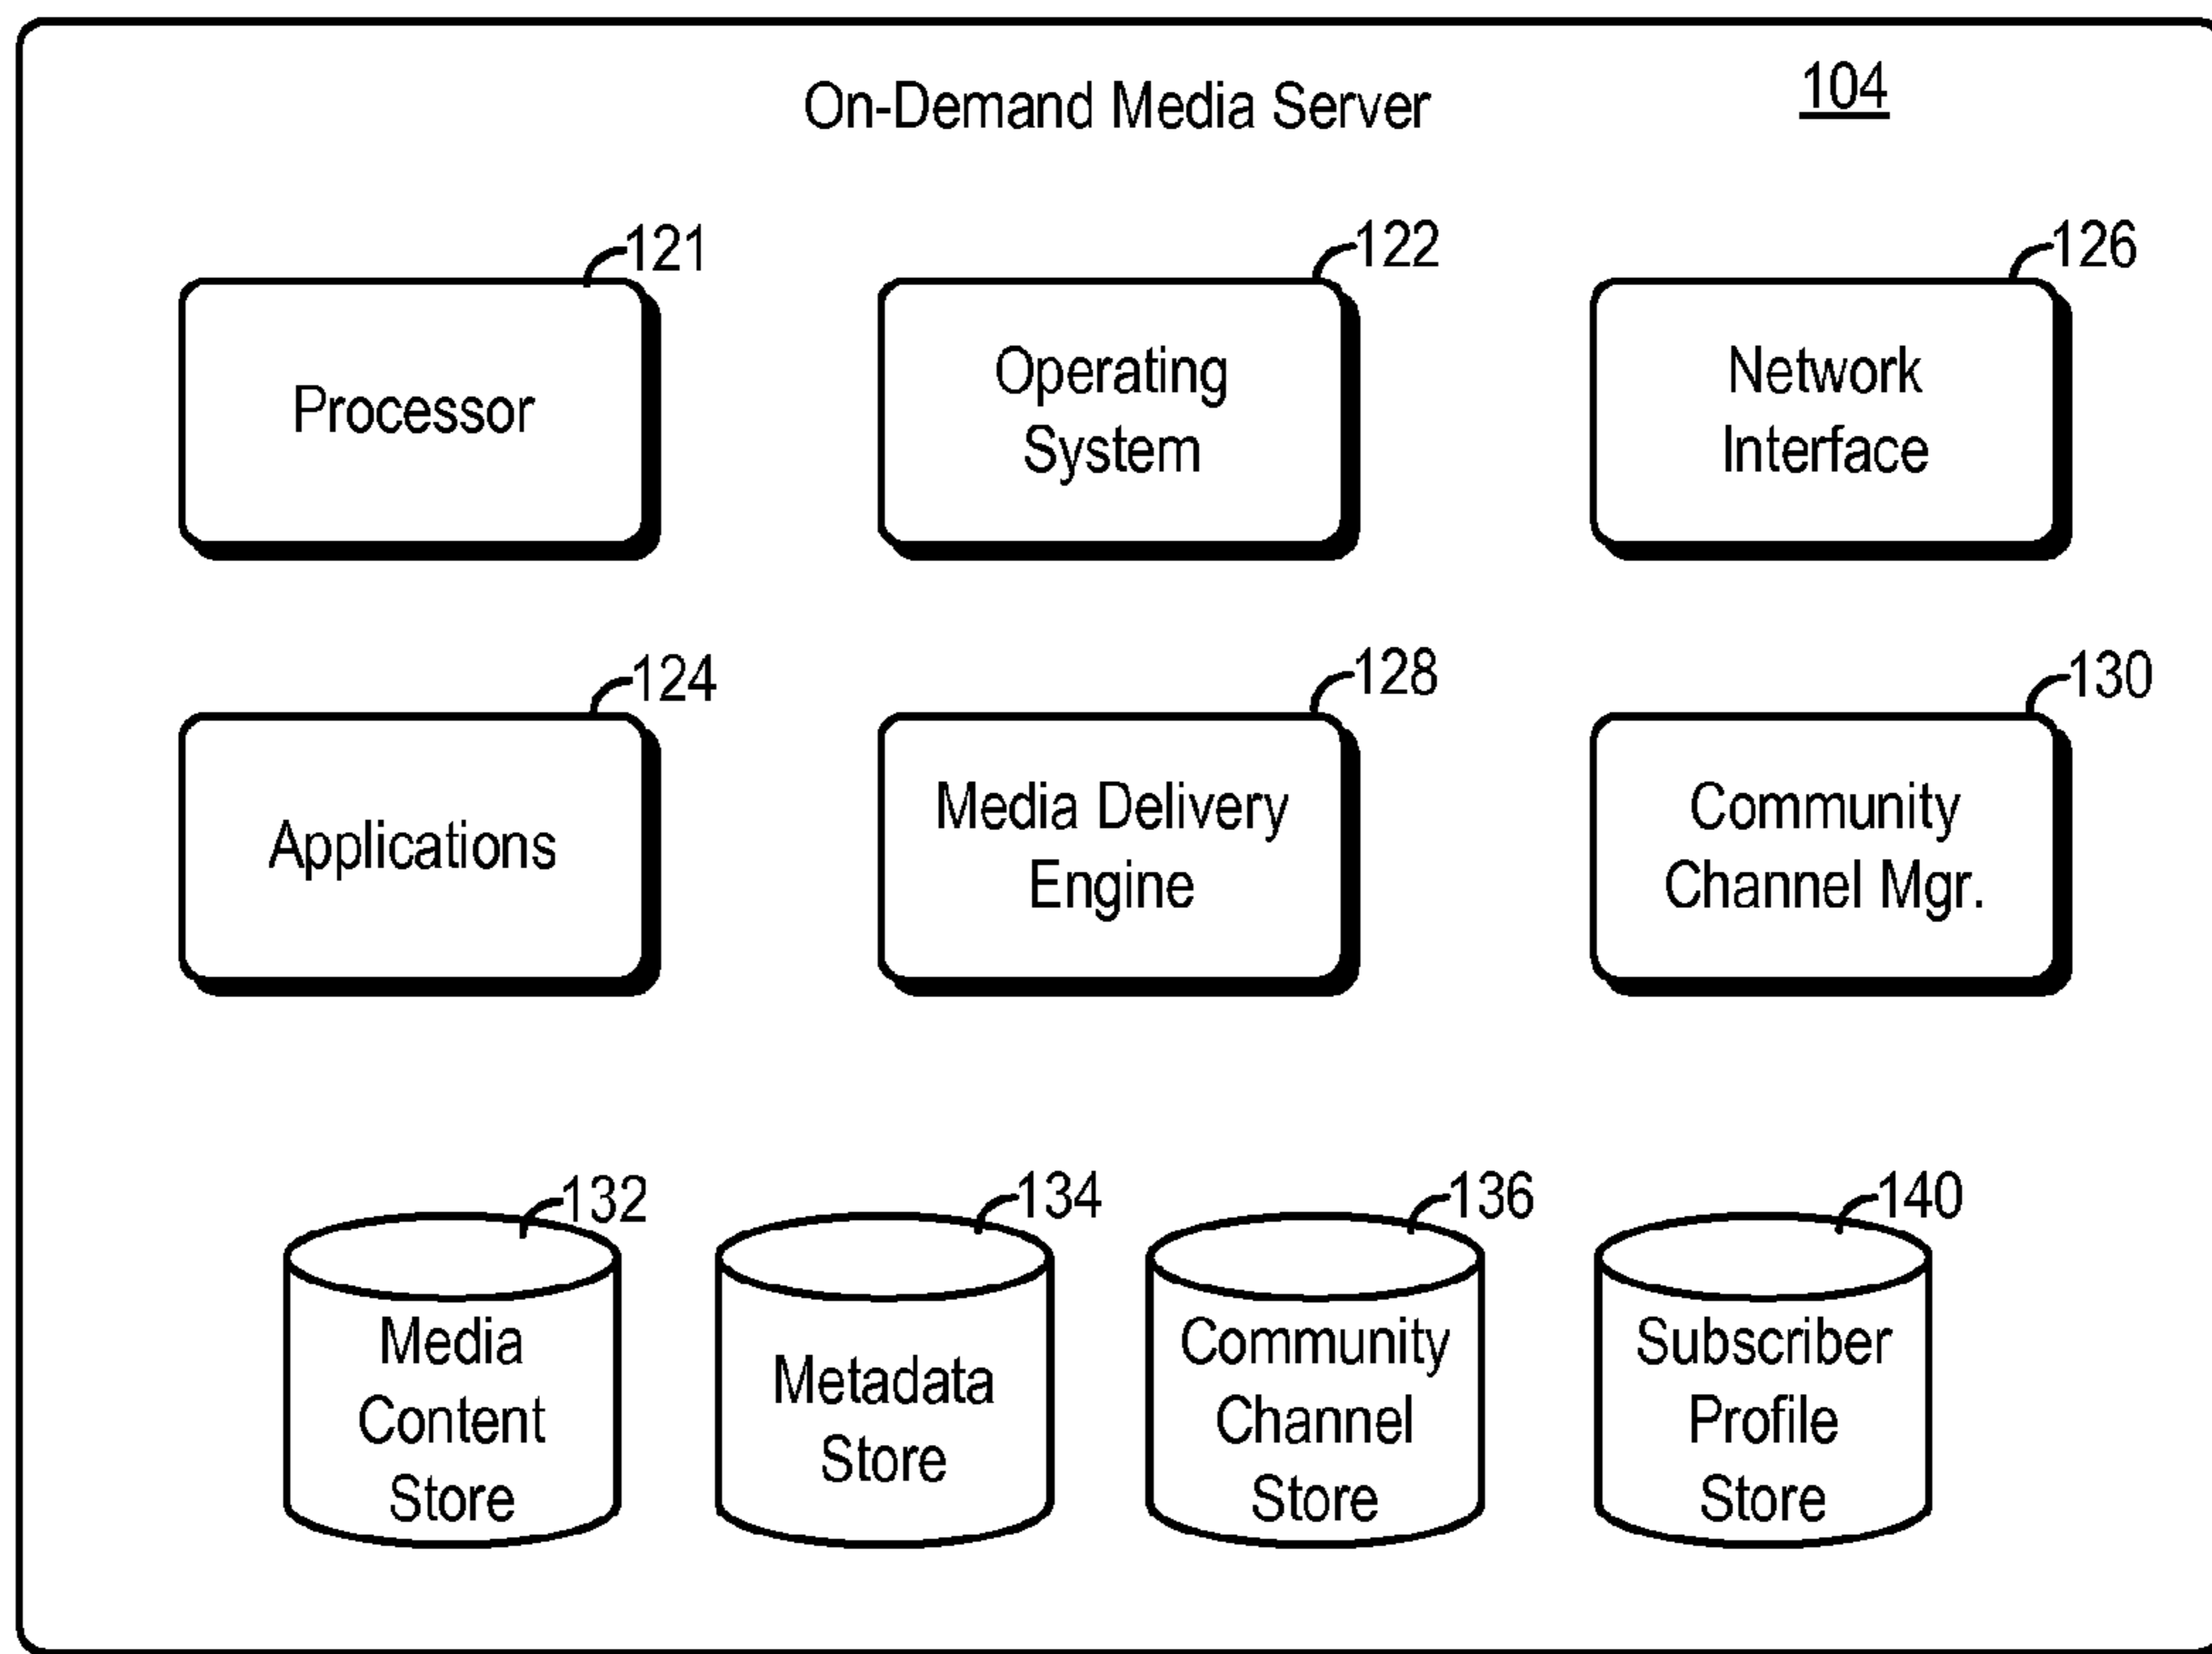 On-Demand Media Server
104
121
122
126
Processor
Operating
System
Network
Interface
124
128
130
Applications
Media Delivery
Engine
Community
Channel Mgr.
132
134
136
140
Media
Content
Store
Metadata
Store
Community
Channel
Store
Subscriber
Profile
Store